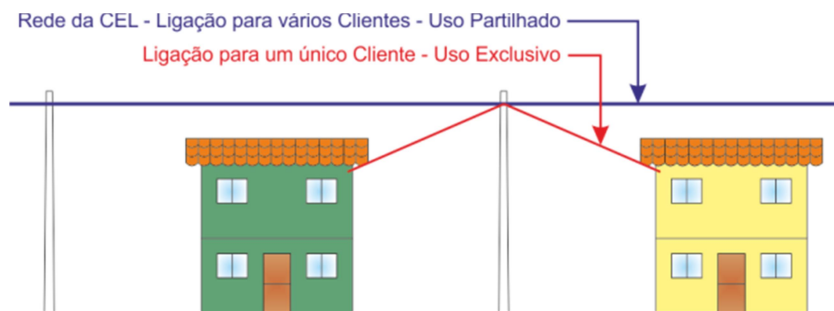 Rede da CEL - Ligação para vários Clientes - Uso Partilhado
Ligação para um único Cliente - Uso Exclusivo